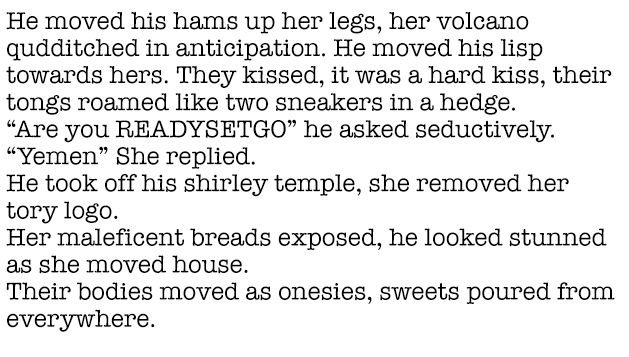 He moved his hams up her legs, her volcano
qudditched in anticipation. He moved his lisp
towards hers. They kissed, it was a hard kiss, their
tongs roamed like two sneakers in a hedge.
“Are you READYSETGO” he asked seductively.
“Yemen” She replied.
He took off his shirley temple, she removed her
tory logo.
Her maleficent breads exposed, he looked stunned
as she moved house.
Their bodies moved as onesies, sweets poured from
everywhere.